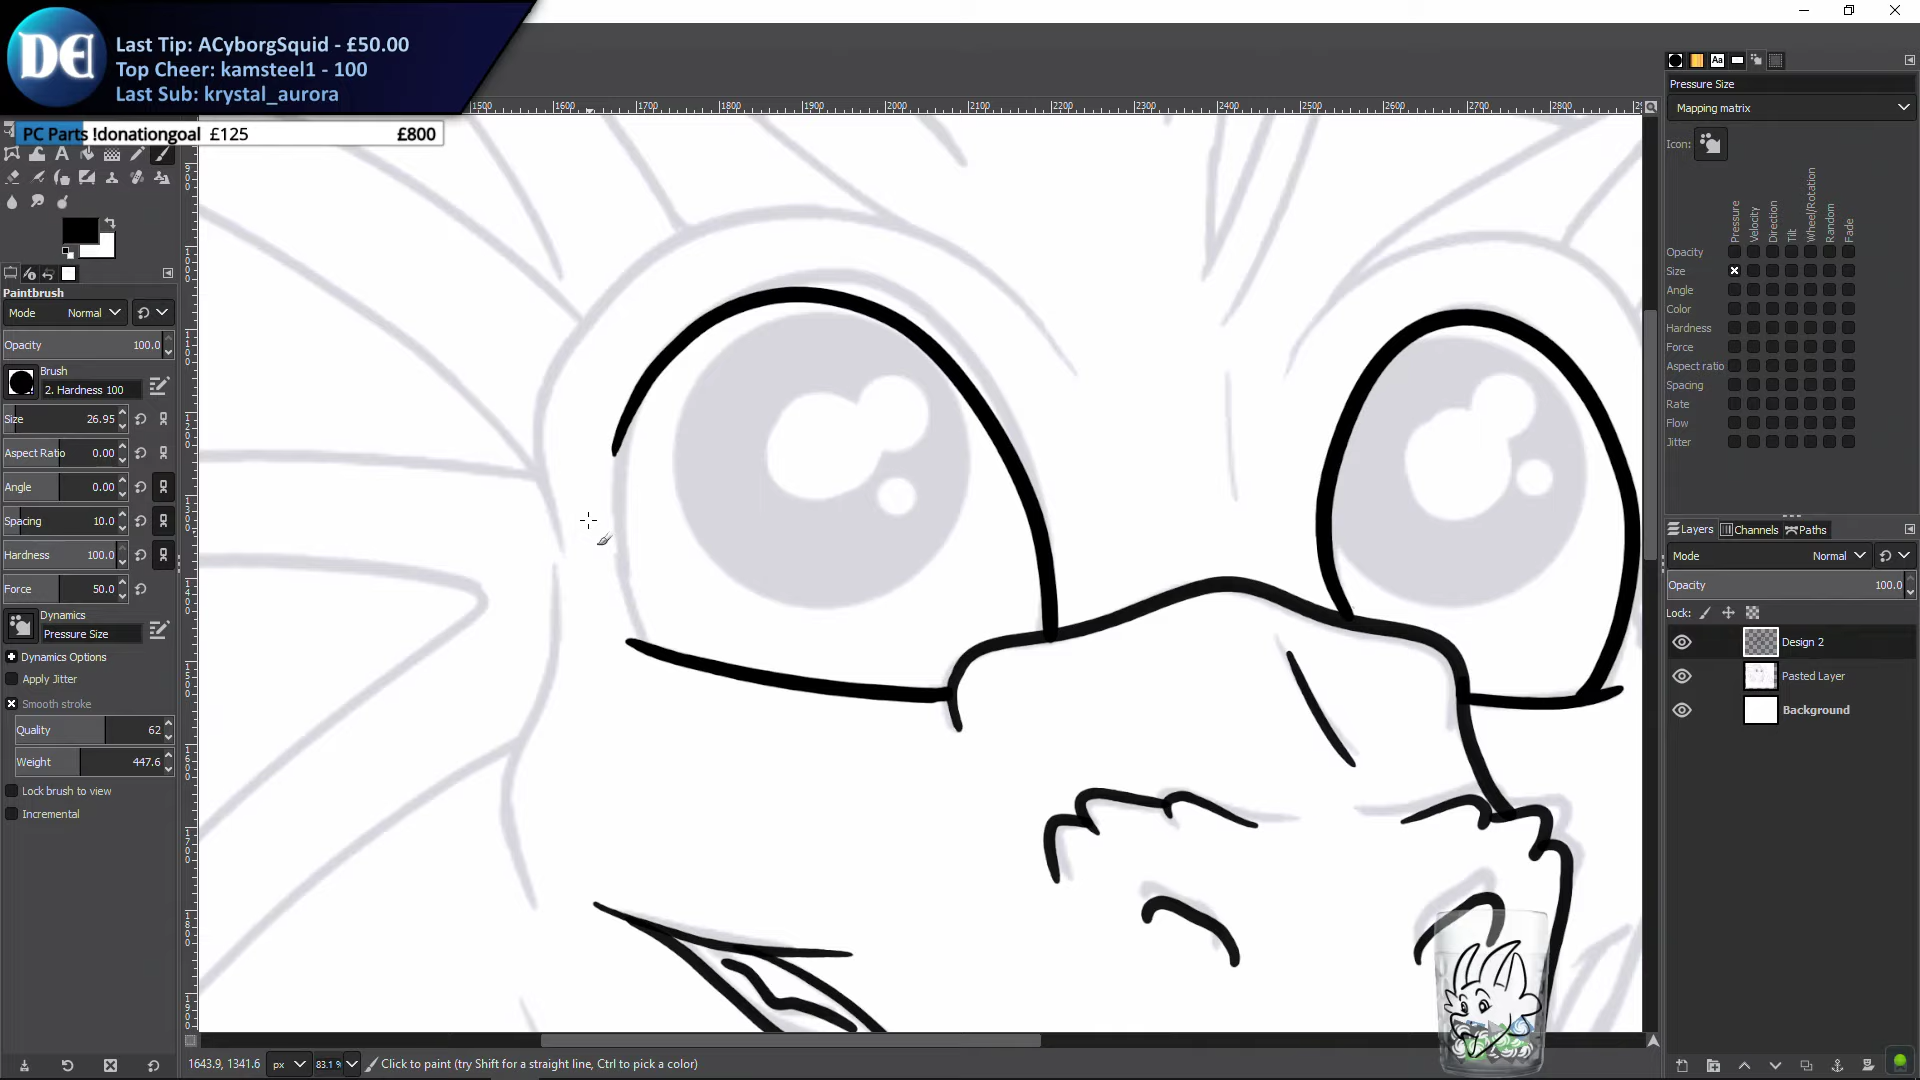 DE
Last Tip: ACyborgSquid - £50.00
Top Cheer: kamsteel1 - 100
Last Sub: krystal_aurora
PC Parts !donationgoal £125 £800
1500 1600 1700 1800 1900 2000 2100 2200 2300 2400 2500 2600 2700 2800
Paintbrush
Mode Normal
Opacity 100.0
Brush
2. Hardness 100
Size 26.95
Aspect Ratio 0.00
Angle 0.00
Spacing 10.0
Hardness 100.0
Force 50.0
Dynamics
Pressure Size
Dynamics Options
Apply Jitter
Smooth stroke
Quality 62
Weight 447.6
Lock brush to view
Incremental
Pressure Size
Mapping matrix
Icon:
Pressure Velocity Direction Tilt Wheel/Rotation Random Fade
Opacity
Size
Angle
Color
Hardness
Force
Aspect ratio
Spacing
Rate
Flow
Jitter
Layers Channels Paths
Mode Normal
Opacity 100.0
Lock:
Design 2
Pasted Layer
Background
1643.9, 1341.6 px 83.1 % Click to paint (try Shift for a straight line, Ctrl to pick a color)